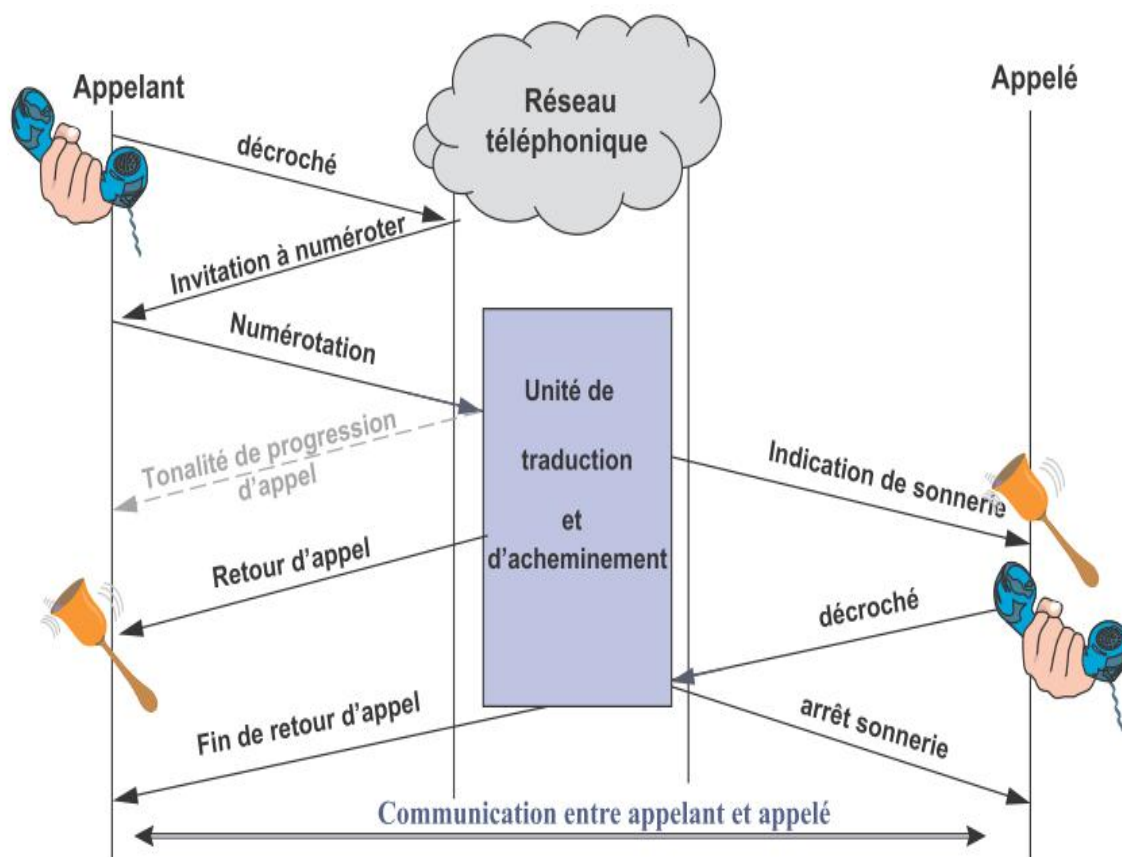 Appelant
Réseau
téléphonique
Appelé
décroché
Invitation à numéroter
Numérotation
Unité de
traduction
et
d'acheminement
Tonalité de progression
d'appel
Indication de sonnerie
Retour d'appel
décroché
Fin de retour d'appel
arrêt sonnerie
Communication entre appelant et appelé